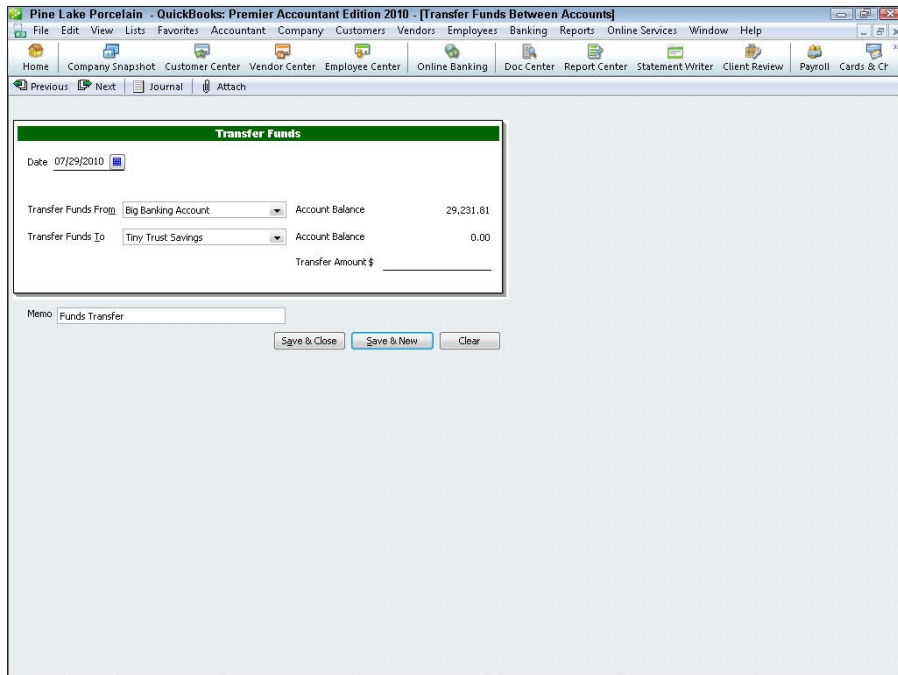 Pine Lake Porcelain - QuickBooks: Premier Accountant Edition 2010 - [Transfer Funds Between Accounts]
File Edit View Lists Favorites Accountant Company Customers Vendors Employees Banking Reports Online Services Window Help
Home Company Snapshot Customer Center Vendor Center Employee Center Online Banking Doc Center Report Center Statement Writer Client Review Payroll Cards & Ch
Previous Next Journal Attach
Transfer Funds
Date 07/29/2010
Transfer Funds From Big Banking Account Account Balance 29,231.81
Transfer Funds To Tiny Trust Savings Account Balance 0.00
Transfer Amount $
Memo Funds Transfer
Save & Close Save & New Clear